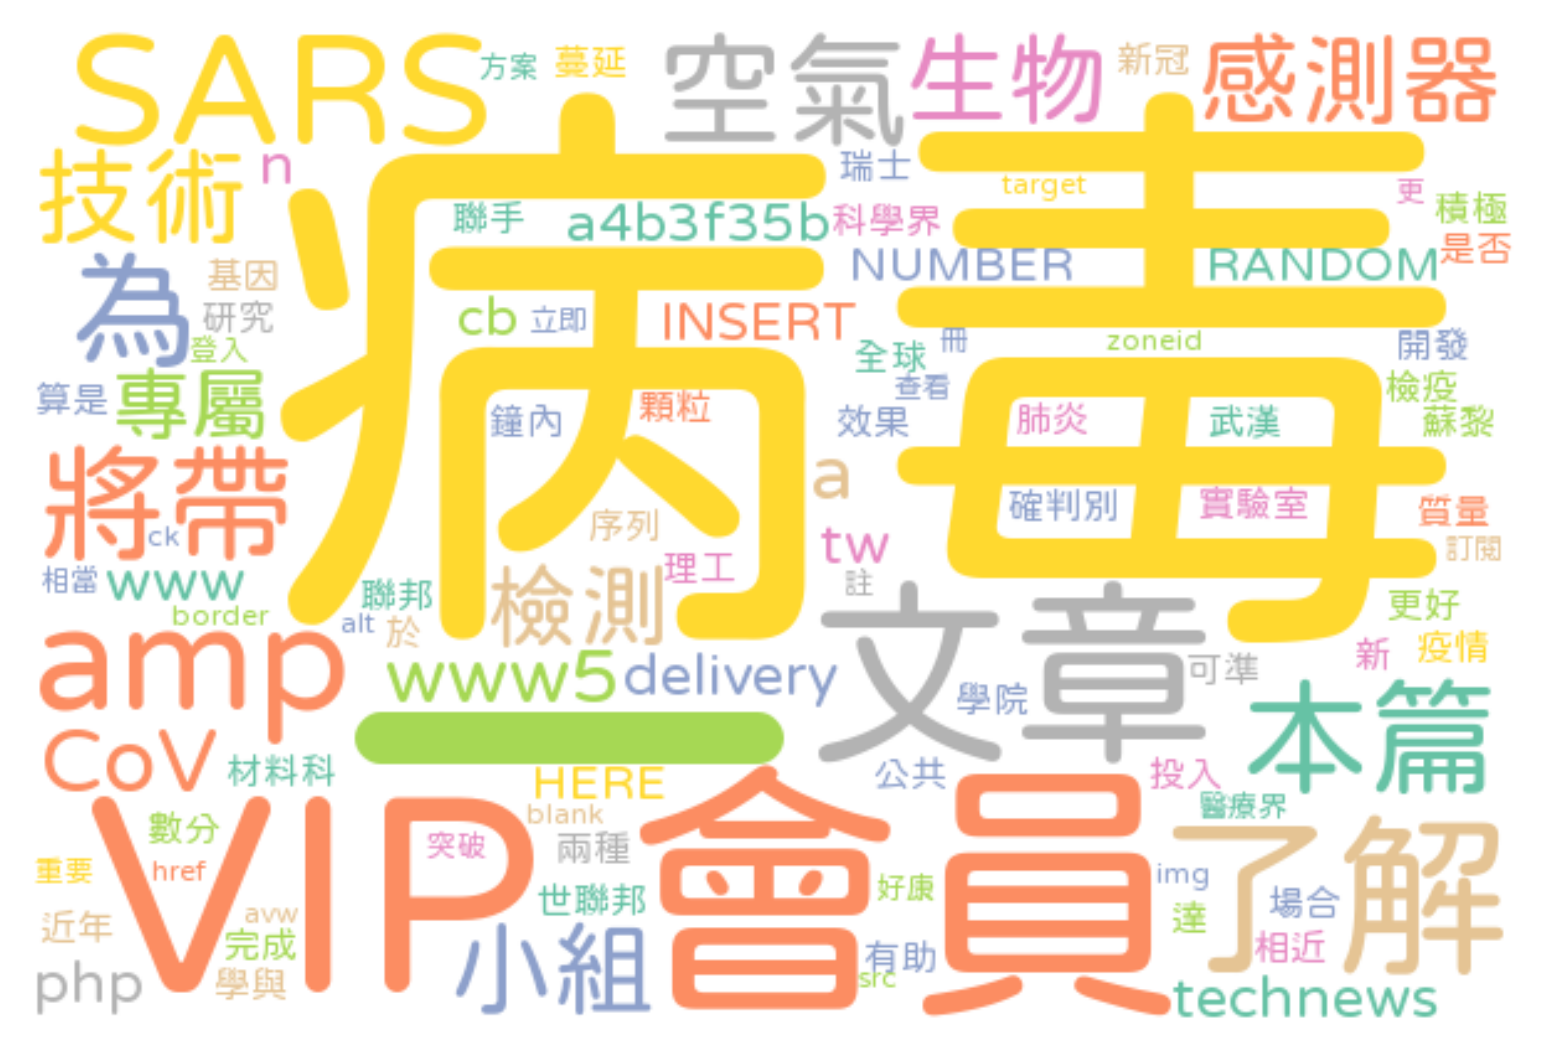 SARS
方案
蔓延
空氣
生物
新冠
感測器
技術
n
病毒
瑞士
target
更
積極
聯手
a4b3f35b
科學界
NUMBER
RANDOM
是否
為
基因
研究
cb
立即
INSERT
冊
zoneid
開發
登入
全球
查看
檢疫
算是
專屬
鐘內
顆粒
效果
肺炎
武漢
蘇黎
將帶
a
確判別
實驗室
質量
ck
序列
tw
訂閱
相當
www
聯邦
檢測
理工
註
文章
更好
border
alt
於
amp
www5
delivery
學院
可準
新
疫情
本篇
CoV
材料科
HERE
公共
投入
醫療界
VIP會員
數分
blank
突破
兩種
了解
重要
href
世聯邦
好康
img
場合
近年
avw
完成
小組
有助
達
相近
php
學與
src
technews